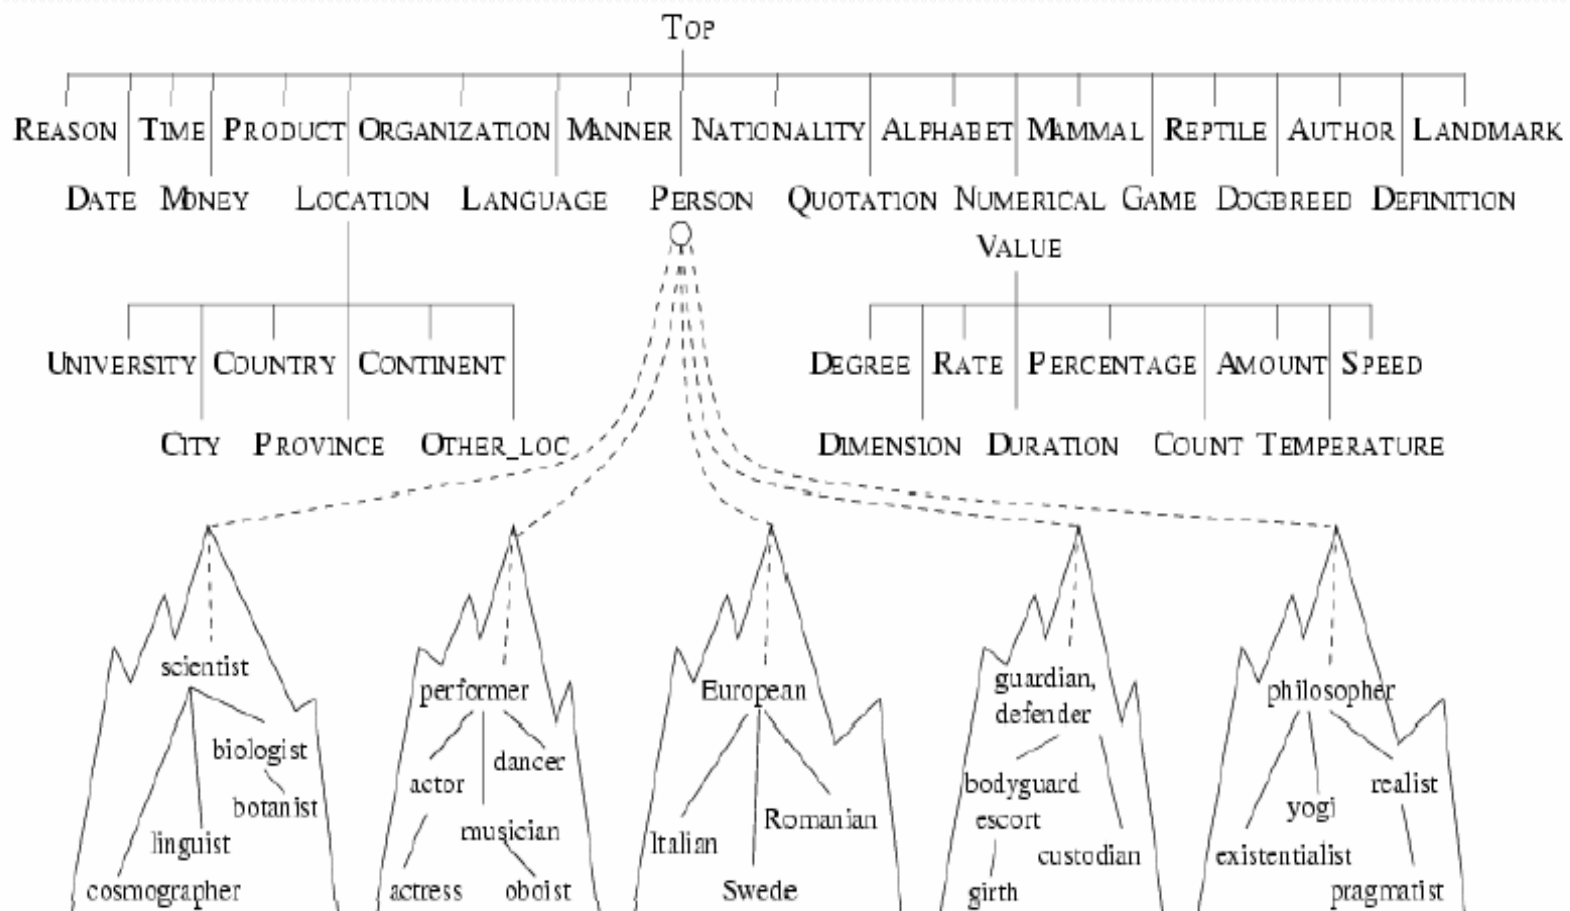 TOP
REASON TIME PRODUCT ORGANIZATION MANNER NATIONALITY ALPHABET MAMMAL REPTILE AUTHOR LANDMARK
DATE MONEY LOCATION LANGUAGE PERSON QUOTATION NUMERICAL GAME DOGBREED DEFINITION
VALUE
UNIVERSITY COUNTRY CONTINENT DEGREE RATE PERCENTAGE AMOUNT SPEED
CITY PROVINCE OTHER_LOC DIMENSION DURATION COUNT TEMPERATURE
scientist
biologist
botanist
linguist
cosmographer
performer
dancer
actor
musician
actress oboist
European
Romanian
Italian
Swede
guardian,
defender
bodyguard
escort
custodian
girth
philosopher
realist
yogi
existentialist
pragmatist